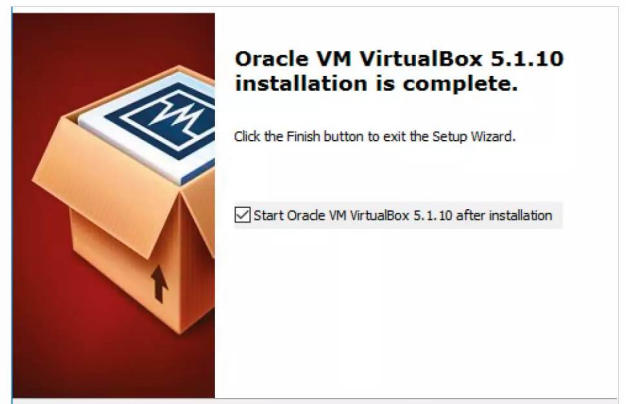 Oracle VM VirtualBox 5.1.10
installation is complete.
Click the Finish button to exit the Setup Wizard.
Start Oracle VM VirtualBox 5.1.10 after installation